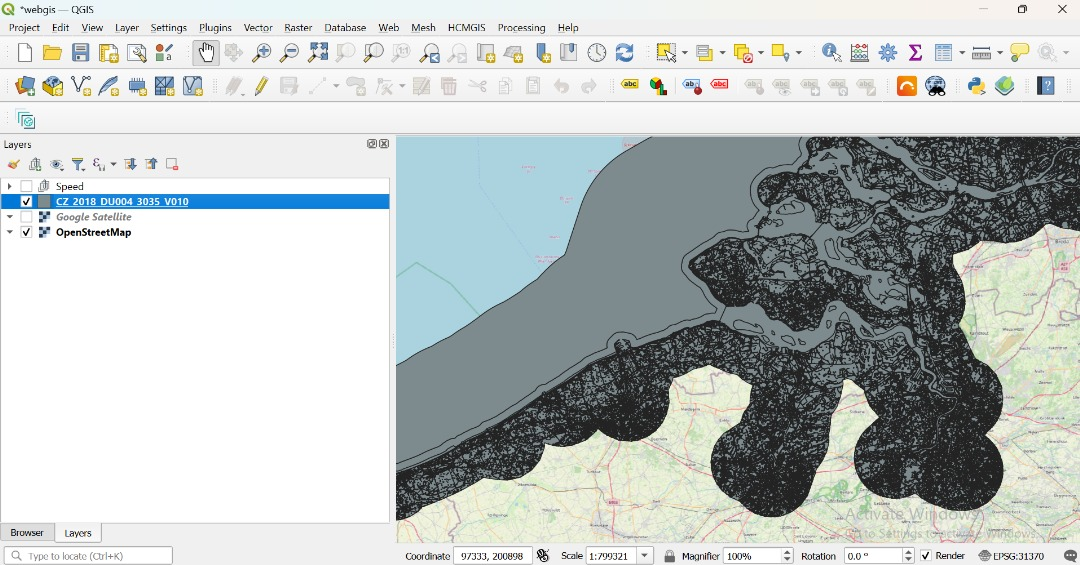 *webgis — QGIS
Project Edit View Layer Settings Plugins Vector Raster Database Web Mesh HCMGIS Processing Help
Layers
Speed
CZ_2018_DU004_3035_V010
Google Satellite
OpenStreetMap
Activate Windows
Go to Settings to activate Windows.
Browser Layers
Type to locate (Ctrl+K)
Coordinate 97333, 200898 Scale 1:799321 Magnifier 100% Rotation 0.0 ° Render EPSG:31370